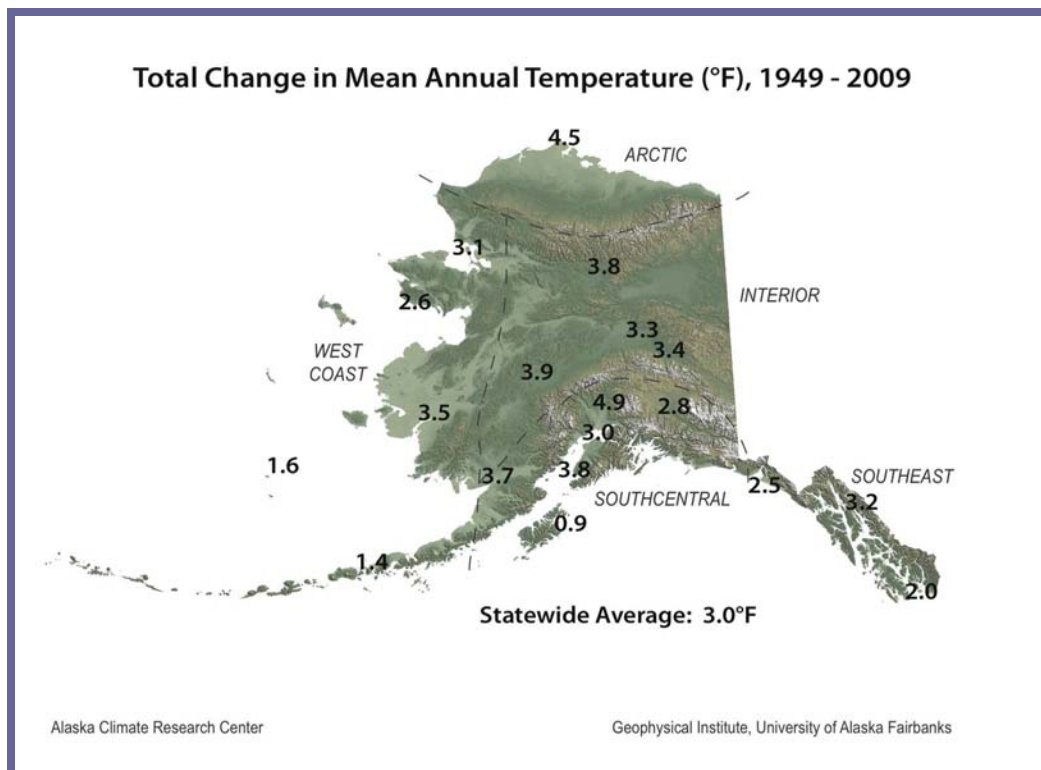 Total Change in Mean Annual Temperature (°F), 1949 - 2009
4.5
ARCTIC
3.1
3.8
2.6
INTERIOR
3.3
WEST
COAST
3.4
3.9
4.9
2.8
3.5
3.0
1.6
3.7
3.8
2.5
SOUTHEAST
SOUTHCENTRAL
3.2
0.9
1.4
2.0
Statewide Average: 3.0°F
Alaska Climate Research Center
Geophysical Institute, University of Alaska Fairbanks